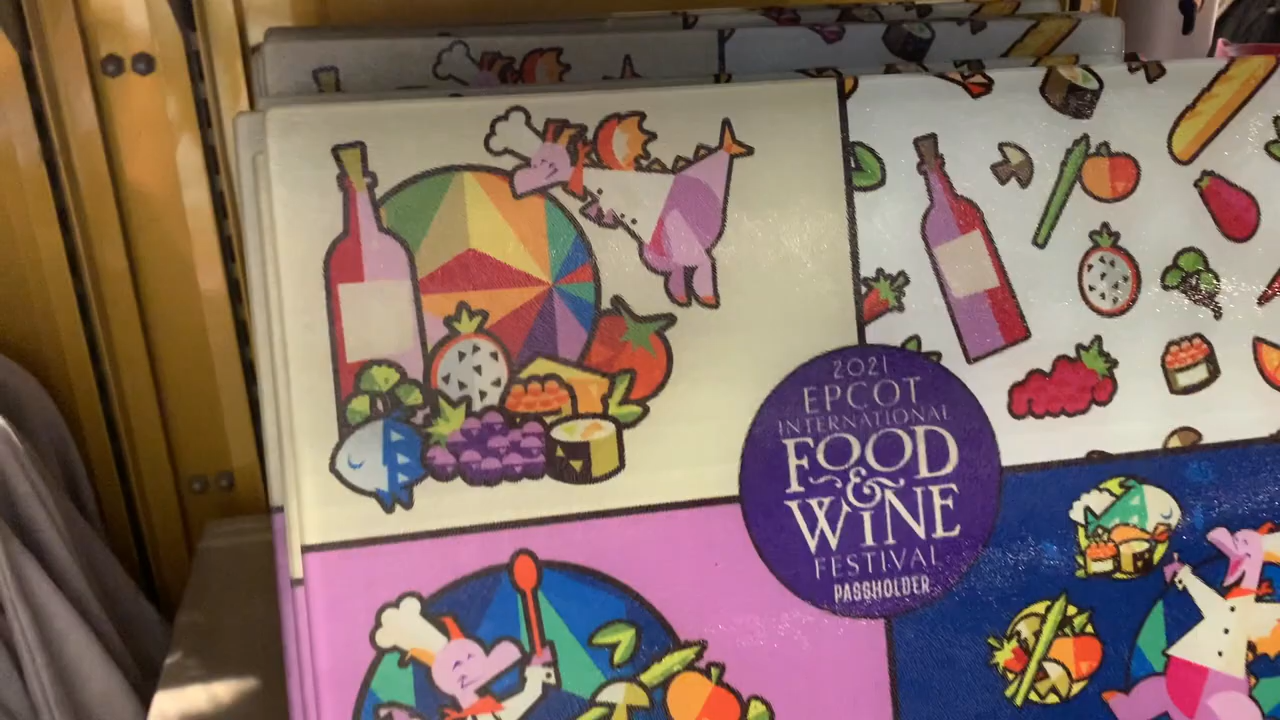 2021
EPCOT
INTERNATIONAL
FOOD
&
WINE
FESTIVAL
PASSHOLDER